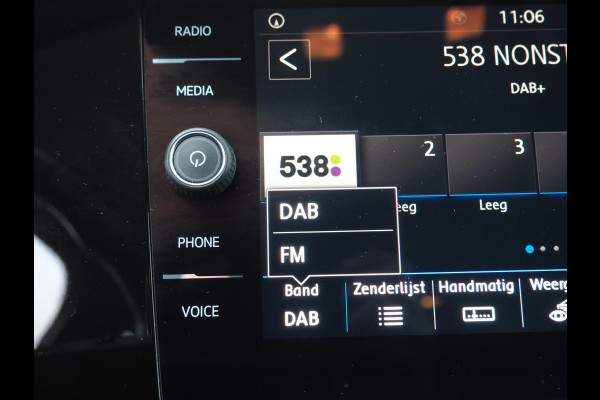 RADIO
11:06
538 NONST
MEDIA
DAB+
538
2
3
DAB
eeg
Leeg
PHONE
FM
Band
Zenderlijst
Handmatig
Weerg
VOICE
DAB